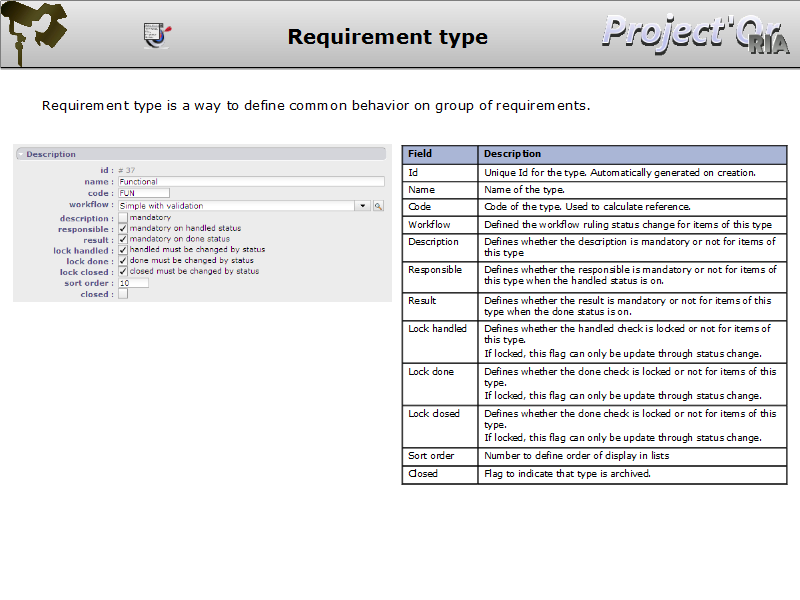 Requirement type
Project'Or
RIA
Requirement type is a way to define common behavior on group of requirements.
Description
id : # 37
name : Functional
code : FUN
workflow : Simple with validation
description : mandatory
responsible : mandatory on handled status
result : mandatory on done status
lock handled : handled must be changed by status
lock done : done must be changed by status
lock closed : closed must be changed by status
sort order : 10
closed :
Field Description
Id Unique Id for the type. Automatically generated on creation.
Name Name of the type.
Code Code of the type. Used to calculate reference.
Workflow Defined the workflow ruling status change for items of this type
Description Defines whether the description is mandatory or not for items of
this type
Responsible Defines whether the responsible is mandatory or not for items of
this type when the handled status is on.
Result Defines whether the result is mandatory or not for items of this
type when the done status is on.
Lock handled Defines whether the handled check is locked or not for items of
this type.
If locked, this flag can only be update through status change.
Lock done Defines whether the done check is locked or not for items of this
type.
If locked, this flag can only be update through status change.
Lock closed Defines whether the done check is locked or not for items of this
type.
If locked, this flag can only be update through status change.
Sort order Number to define order of display in lists
Closed Flag to indicate that type is archived.